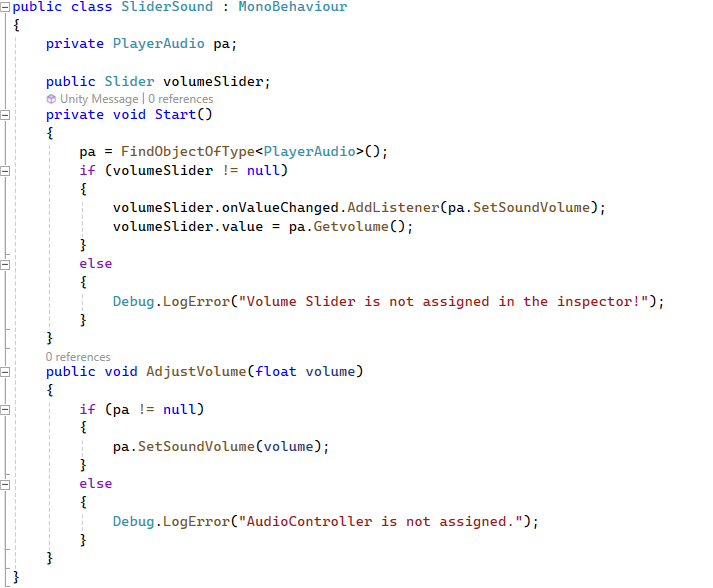 public class SliderSound : MonoBehaviour
{
    private PlayerAudio pa;

    public Slider volumeSlider;
    Unity Message | 0 references
    private void Start()
    {
        pa = FindObjectOfType<PlayerAudio>();
        if (volumeSlider != null)
        {
            volumeSlider.onValueChanged.AddListener(pa.SetSoundVolume);
            volumeSlider.value = pa.Getvolume();
        }
        else
        {
            Debug.LogError("Volume Slider is not assigned in the inspector!");
        }
    }
    0 references
    public void AdjustVolume(float volume)
    {
        if (pa != null)
        {
            pa.SetSoundVolume(volume);
        }
        else
        {
            Debug.LogError("AudioController is not assigned.");
        }
    }
}